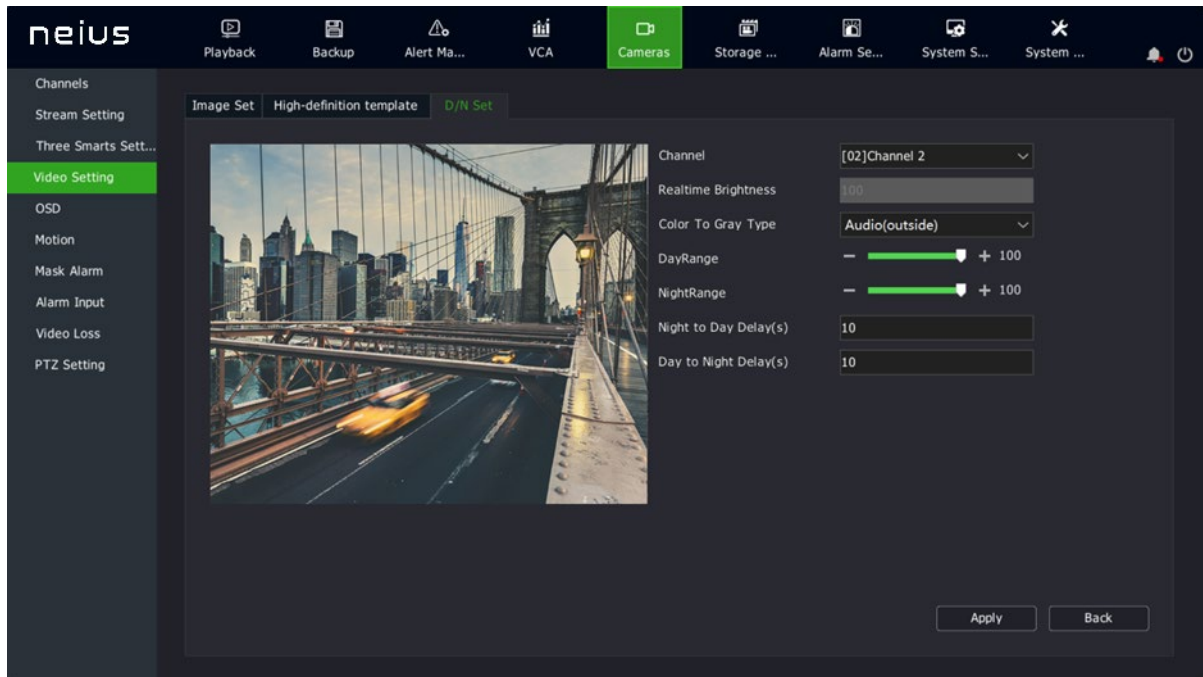 neius
Playback
Backup
Alert Ma...
VCA
Cameras
Storage ...
Alarm Se...
System S...
System ...
Channels
Stream Setting
Three Smarts Sett...
Video Setting
OSD
Motion
Mask Alarm
Alarm Input
Video Loss
PTZ Setting
Image Set
High-definition template
D/N Set
Channel
[02]Channel 2
Realtime Brightness
100
Color To Gray Type
Audio(outside)
DayRange
− + 100
NightRange
− + 100
Night to Day Delay(s)
10
Day to Night Delay(s)
10
Apply
Back